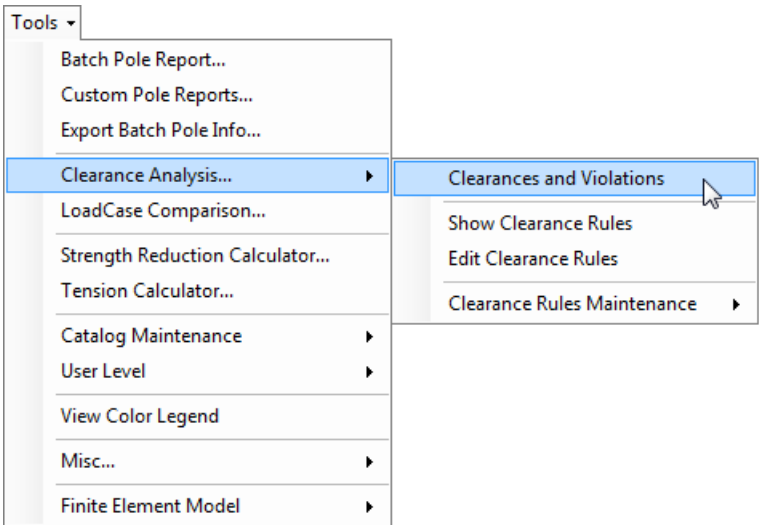 Tools
Batch Pole Report...
Custom Pole Reports...
Export Batch Pole Info...
Clearance Analysis...
LoadCase Comparison...
Strength Reduction Calculator...
Tension Calculator...
Catalog Maintenance
User Level
View Color Legend
Misc...
Finite Element Model
Clearances and Violations
Show Clearance Rules
Edit Clearance Rules
Clearance Rules Maintenance